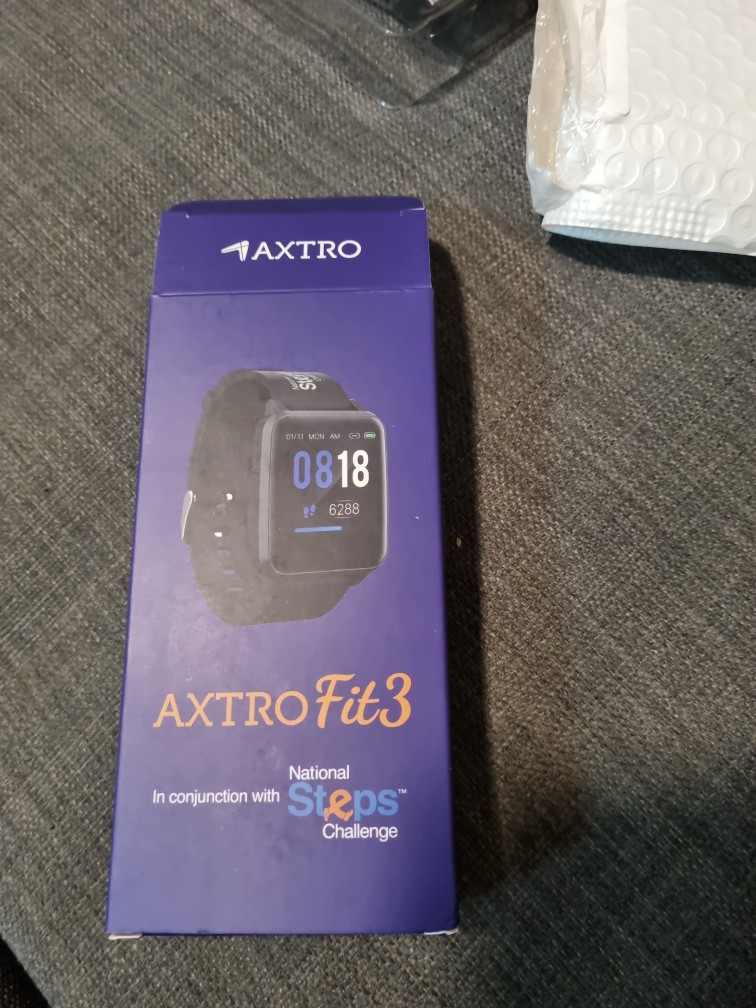 AXTRO
01/11 MON AM
0818
6288
AXTRO Fit3
In conjunction with National
Steps™
Challenge